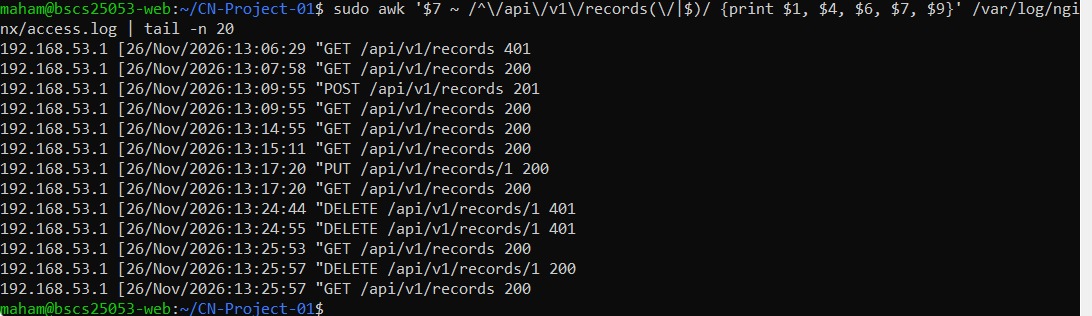 maham@bscs25053-web:~/CN-Project-01$ sudo awk '$7 ~ /^\/api\/v1\/records(\/|$)/ {print $1, $4, $6, $7, $9}' /var/log/ngi
nx/access.log | tail -n 20
192.168.53.1 [26/Nov/2026:13:06:29 "GET /api/v1/records 401
192.168.53.1 [26/Nov/2026:13:07:58 "GET /api/v1/records 200
192.168.53.1 [26/Nov/2026:13:09:55 "POST /api/v1/records 201
192.168.53.1 [26/Nov/2026:13:09:55 "GET /api/v1/records 200
192.168.53.1 [26/Nov/2026:13:14:55 "GET /api/v1/records 200
192.168.53.1 [26/Nov/2026:13:15:11 "GET /api/v1/records 200
192.168.53.1 [26/Nov/2026:13:17:20 "PUT /api/v1/records/1 200
192.168.53.1 [26/Nov/2026:13:17:20 "GET /api/v1/records 200
192.168.53.1 [26/Nov/2026:13:24:44 "DELETE /api/v1/records/1 401
192.168.53.1 [26/Nov/2026:13:24:55 "DELETE /api/v1/records/1 401
192.168.53.1 [26/Nov/2026:13:25:53 "GET /api/v1/records 200
192.168.53.1 [26/Nov/2026:13:25:57 "DELETE /api/v1/records/1 200
192.168.53.1 [26/Nov/2026:13:25:57 "GET /api/v1/records 200
maham@bscs25053-web:~/CN-Project-01$